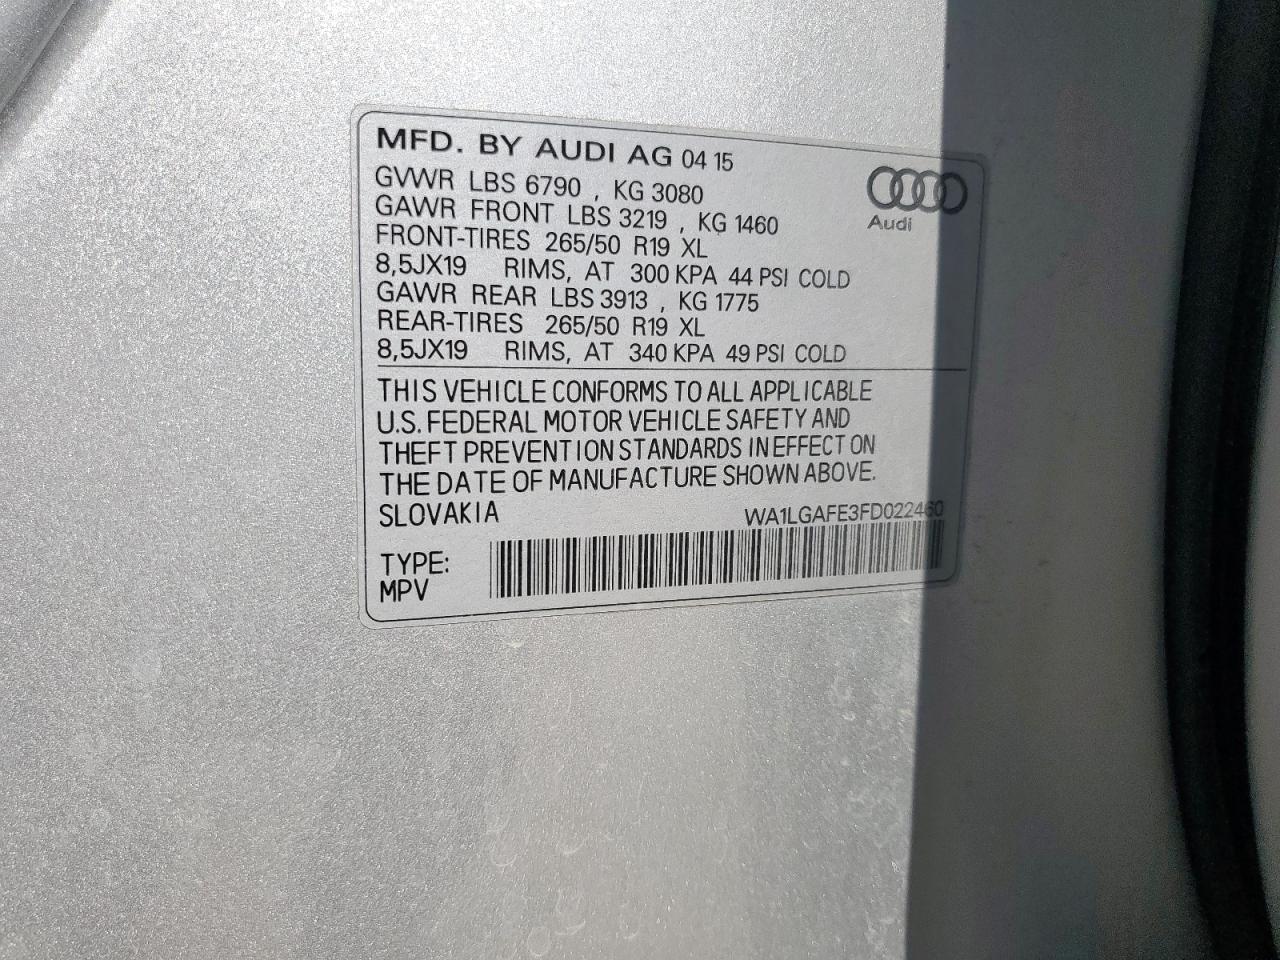 MFD. BY AUDI AG 04 15
GVWR LBS 6790 , KG 3080
GAWR FRONT LBS 3219 , KG 1460
FRONT-TIRES 265/50 R19 XL
8,5JX19 RIMS, AT 300 KPA 44 PSI COLD
GAWR REAR LBS 3913 , KG 1775
REAR-TIRES 265/50 R19 XL
8,5JX19 RIMS, AT 340 KPA 49 PSI COLD
Audi
THIS VEHICLE CONFORMS TO ALL APPLICABLE
U.S. FEDERAL MOTOR VEHICLE SAFETY AND
THEFT PREVENTION STANDARDS IN EFFECT ON
THE DATE OF MANUFACTURE SHOWN ABOVE.
SLOVAKIA WA1LGAFE3FD022460
TYPE:
MPV